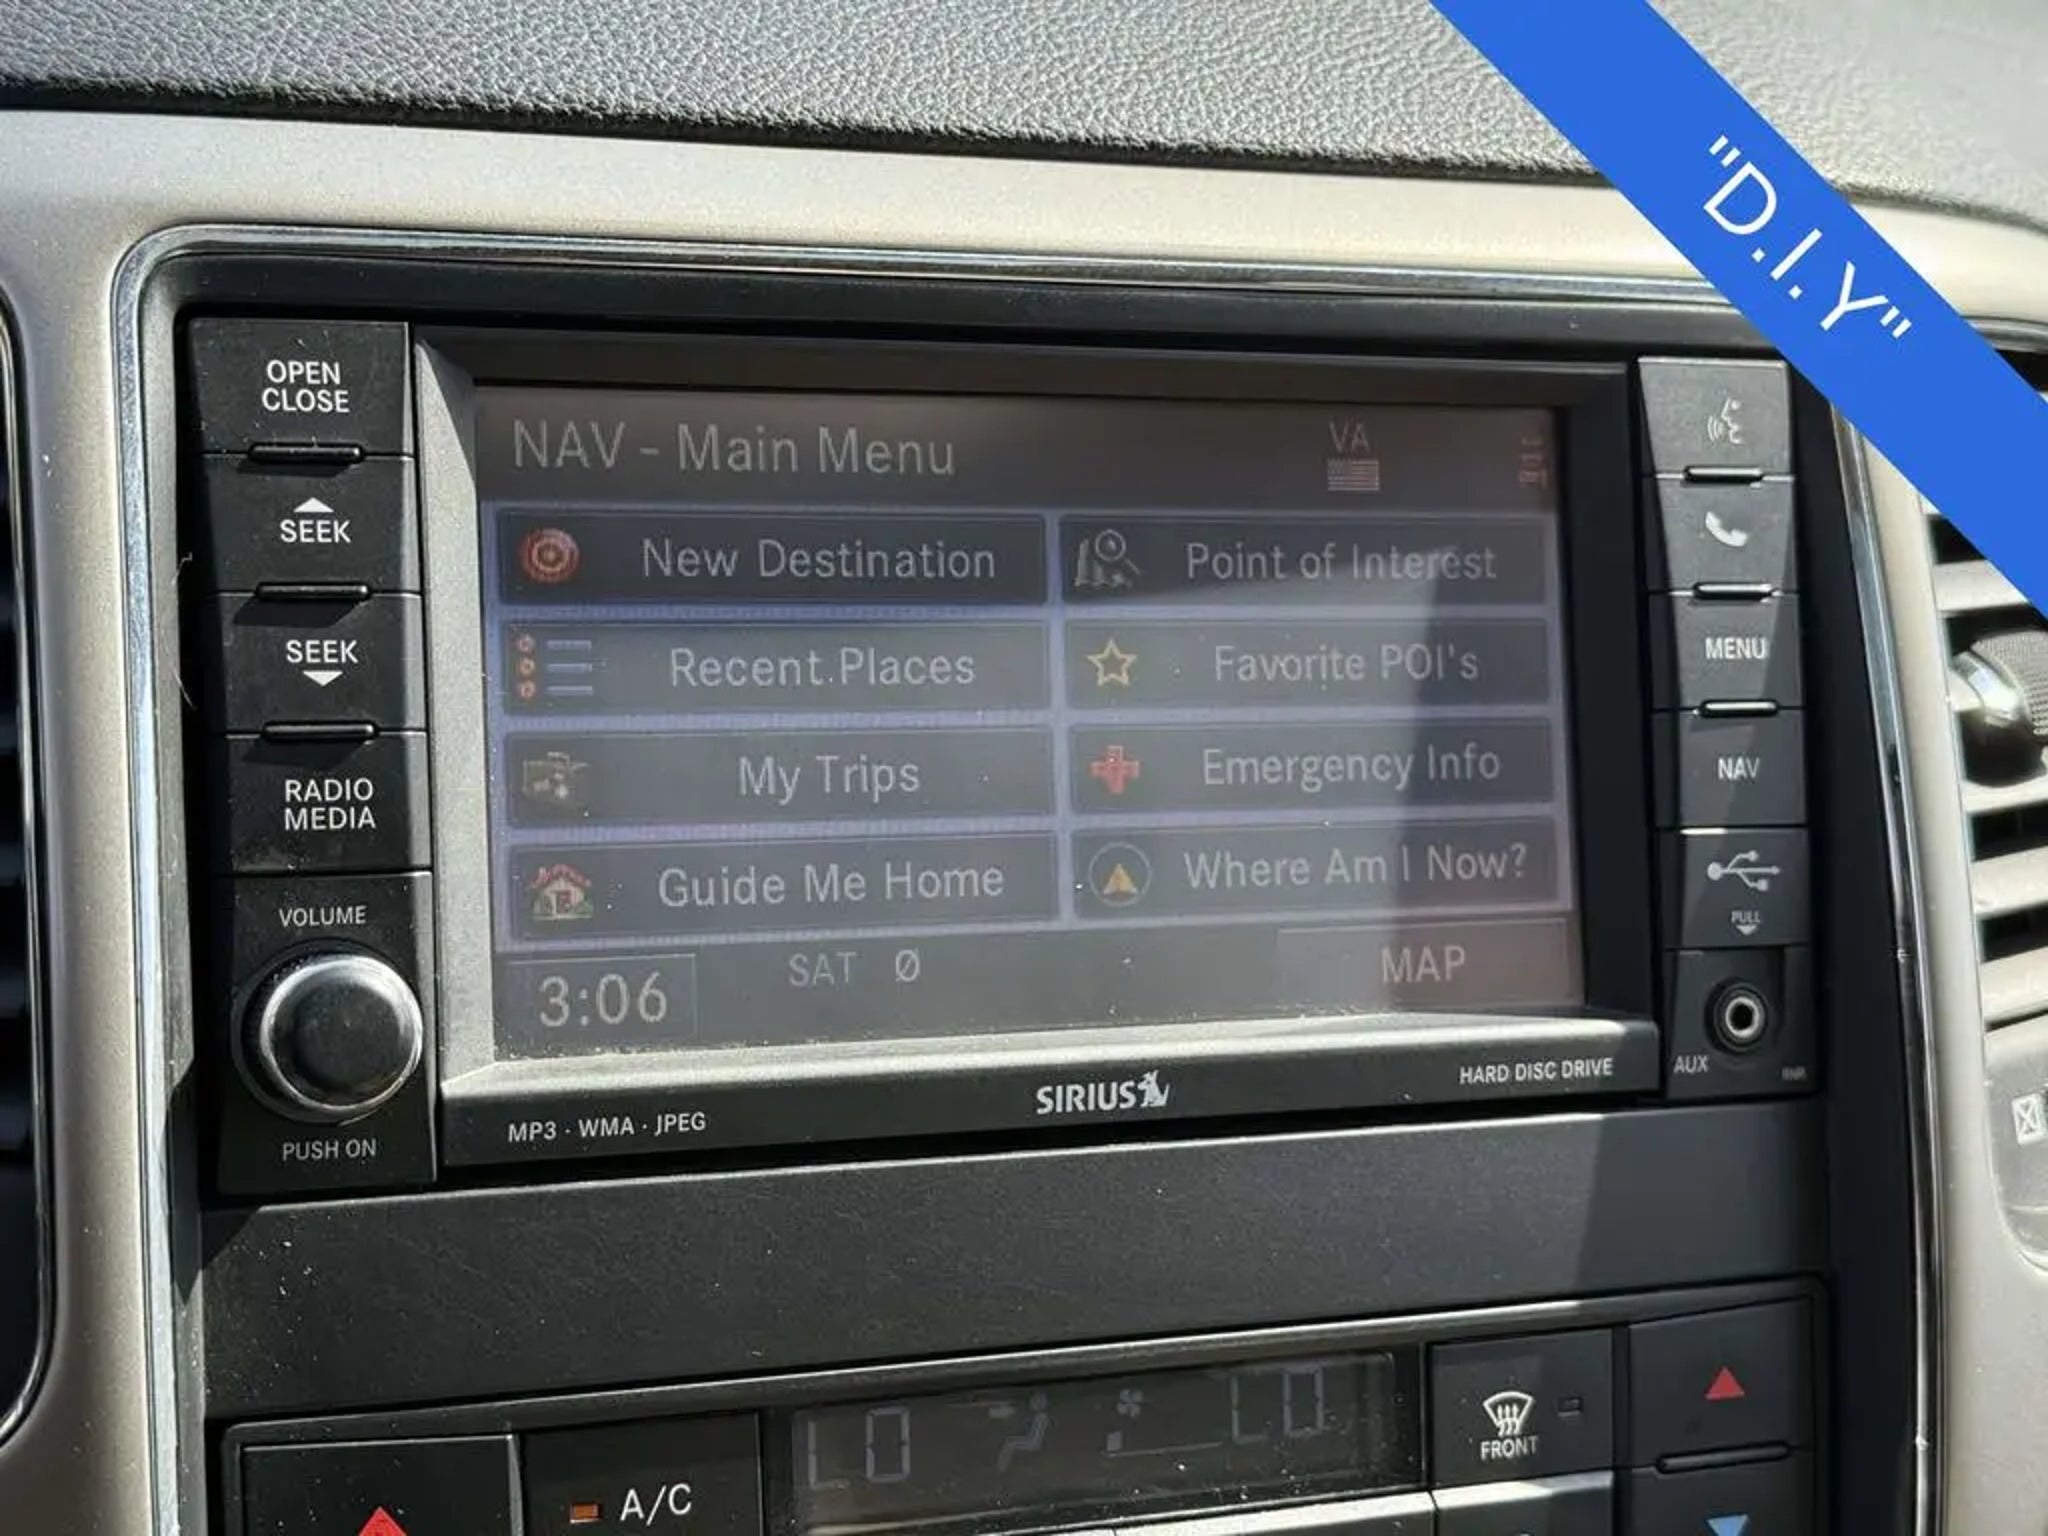 "D.I.Y"
OPEN
CLOSE
SEEK
SEEK
RADIO
MEDIA
VOLUME
PUSH ON
NAV - Main Menu
VA
New Destination
Point of Interest
Recent Places
Favorite POI's
My Trips
Emergency Info
Guide Me Home
Where Am I Now?
3:06
SAT Ø
MAP
MENU
NAV
PULL
AUX
MP3 · WMA · JPEG
SIRIUS
HARD DISC DRIVE
LO
LO
FRONT
A/C